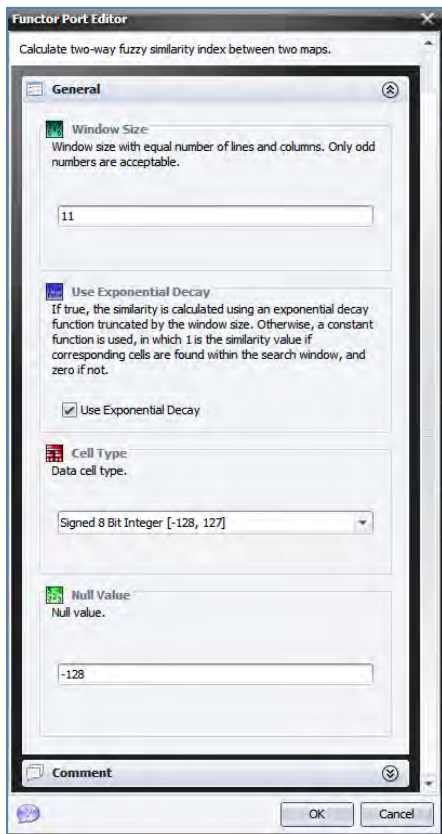 Functor Port Editor
Calculate two-way fuzzy similarity index between two maps.
General
Window Size
Window size with equal number of lines and columns. Only odd
numbers are acceptable.
11
Use Exponential Decay
If true, the similarity is calculated using an exponential decay
function truncated by the window size. Otherwise, a constant
function is used, in which 1 is the similarity value if
corresponding cells are found within the search window, and
zero if not.
Use Exponential Decay
Cell Type
Data cell type.
Signed 8 Bit Integer [-128, 127]
Null Value
Null value.
-128
Comment
OK Cancel